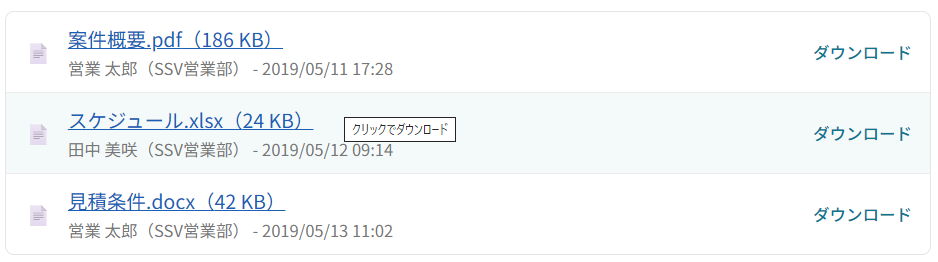 案件概要.pdf（186 KB）
ダウンロード
営業 太郎（SSV営業部） - 2019/05/11 17:28
スケジュール.xlsx（24 KB）
クリックでダウンロード
ダウンロード
田中 美咲（SSV営業部） - 2019/05/12 09:14
見積条件.docx（42 KB）
ダウンロード
営業 太郎（SSV営業部） - 2019/05/13 11:02